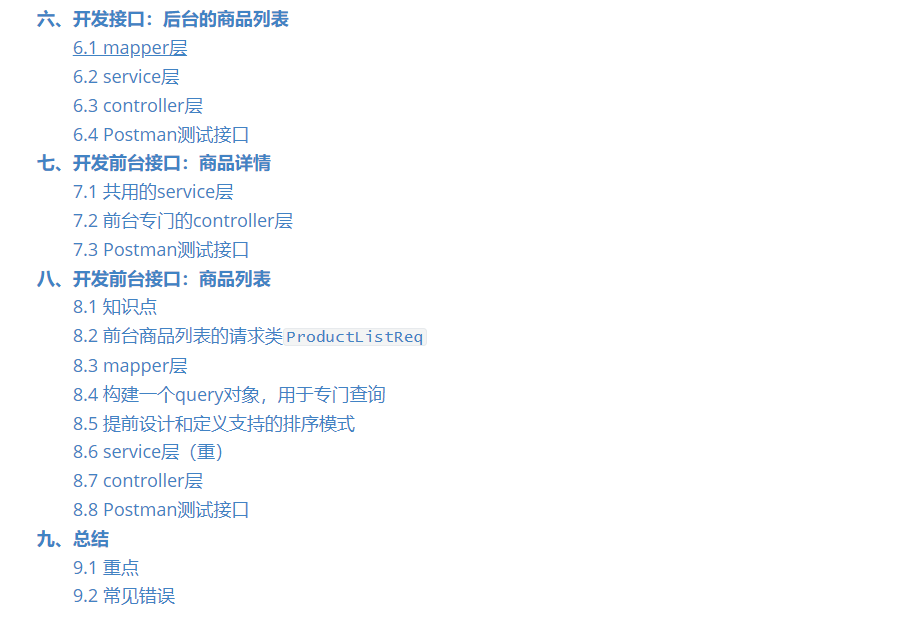 六、开发接口：后台的商品列表
6.1 mapper层
6.2 service层
6.3 controller层
6.4 Postman测试接口
七、开发前台接口：商品详情
7.1 共用的service层
7.2 前台专门的controller层
7.3 Postman测试接口
八、开发前台接口：商品列表
8.1 知识点
8.2 前台商品列表的请求类ProductListReq
8.3 mapper层
8.4 构建一个query对象，用于专门查询
8.5 提前设计和定义支持的排序模式
8.6 service层（重）
8.7 controller层
8.8 Postman测试接口
九、总结
9.1 重点
9.2 常见错误